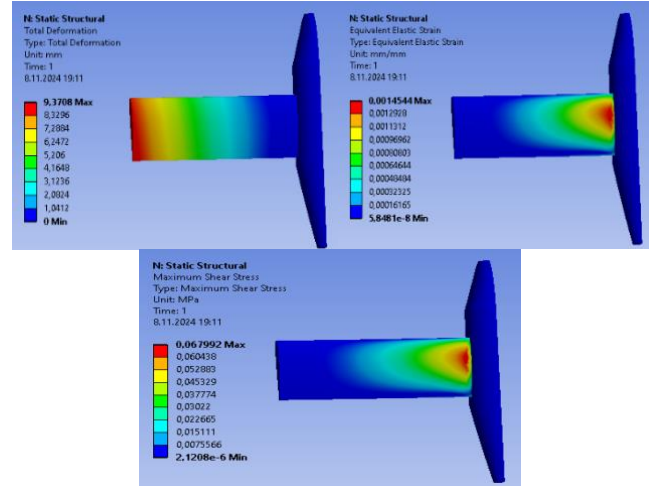 N: Static Structural
Total Deformation
Type: Total Deformation
Unit: mm
Time: 1
8.11.2024 19:11
9,3708 Max
8,3296
7,2884
6,2472
5,206
4,1648
3,1236
2,0824
1,0412
0 Min
N: Static Structural
Equivalent Elastic Strain
Type: Equivalent Elastic Strain
Unit: mm/mm
Time: 1
8.11.2024 19:11
0,0014544 Max
0,0012928
0,0011312
0,00096962
0,00080803
0,00064644
0,00048484
0,00032325
0,00016165
5,8481e-8 Min
N: Static Structural
Maximum Shear Stress
Type: Maximum Shear Stress
Unit: MPa
Time: 1
8.11.2024 19:11
0,067992 Max
0,060438
0,052883
0,045329
0,037774
0,03022
0,022665
0,015111
0,0075566
2,1208e-6 Min